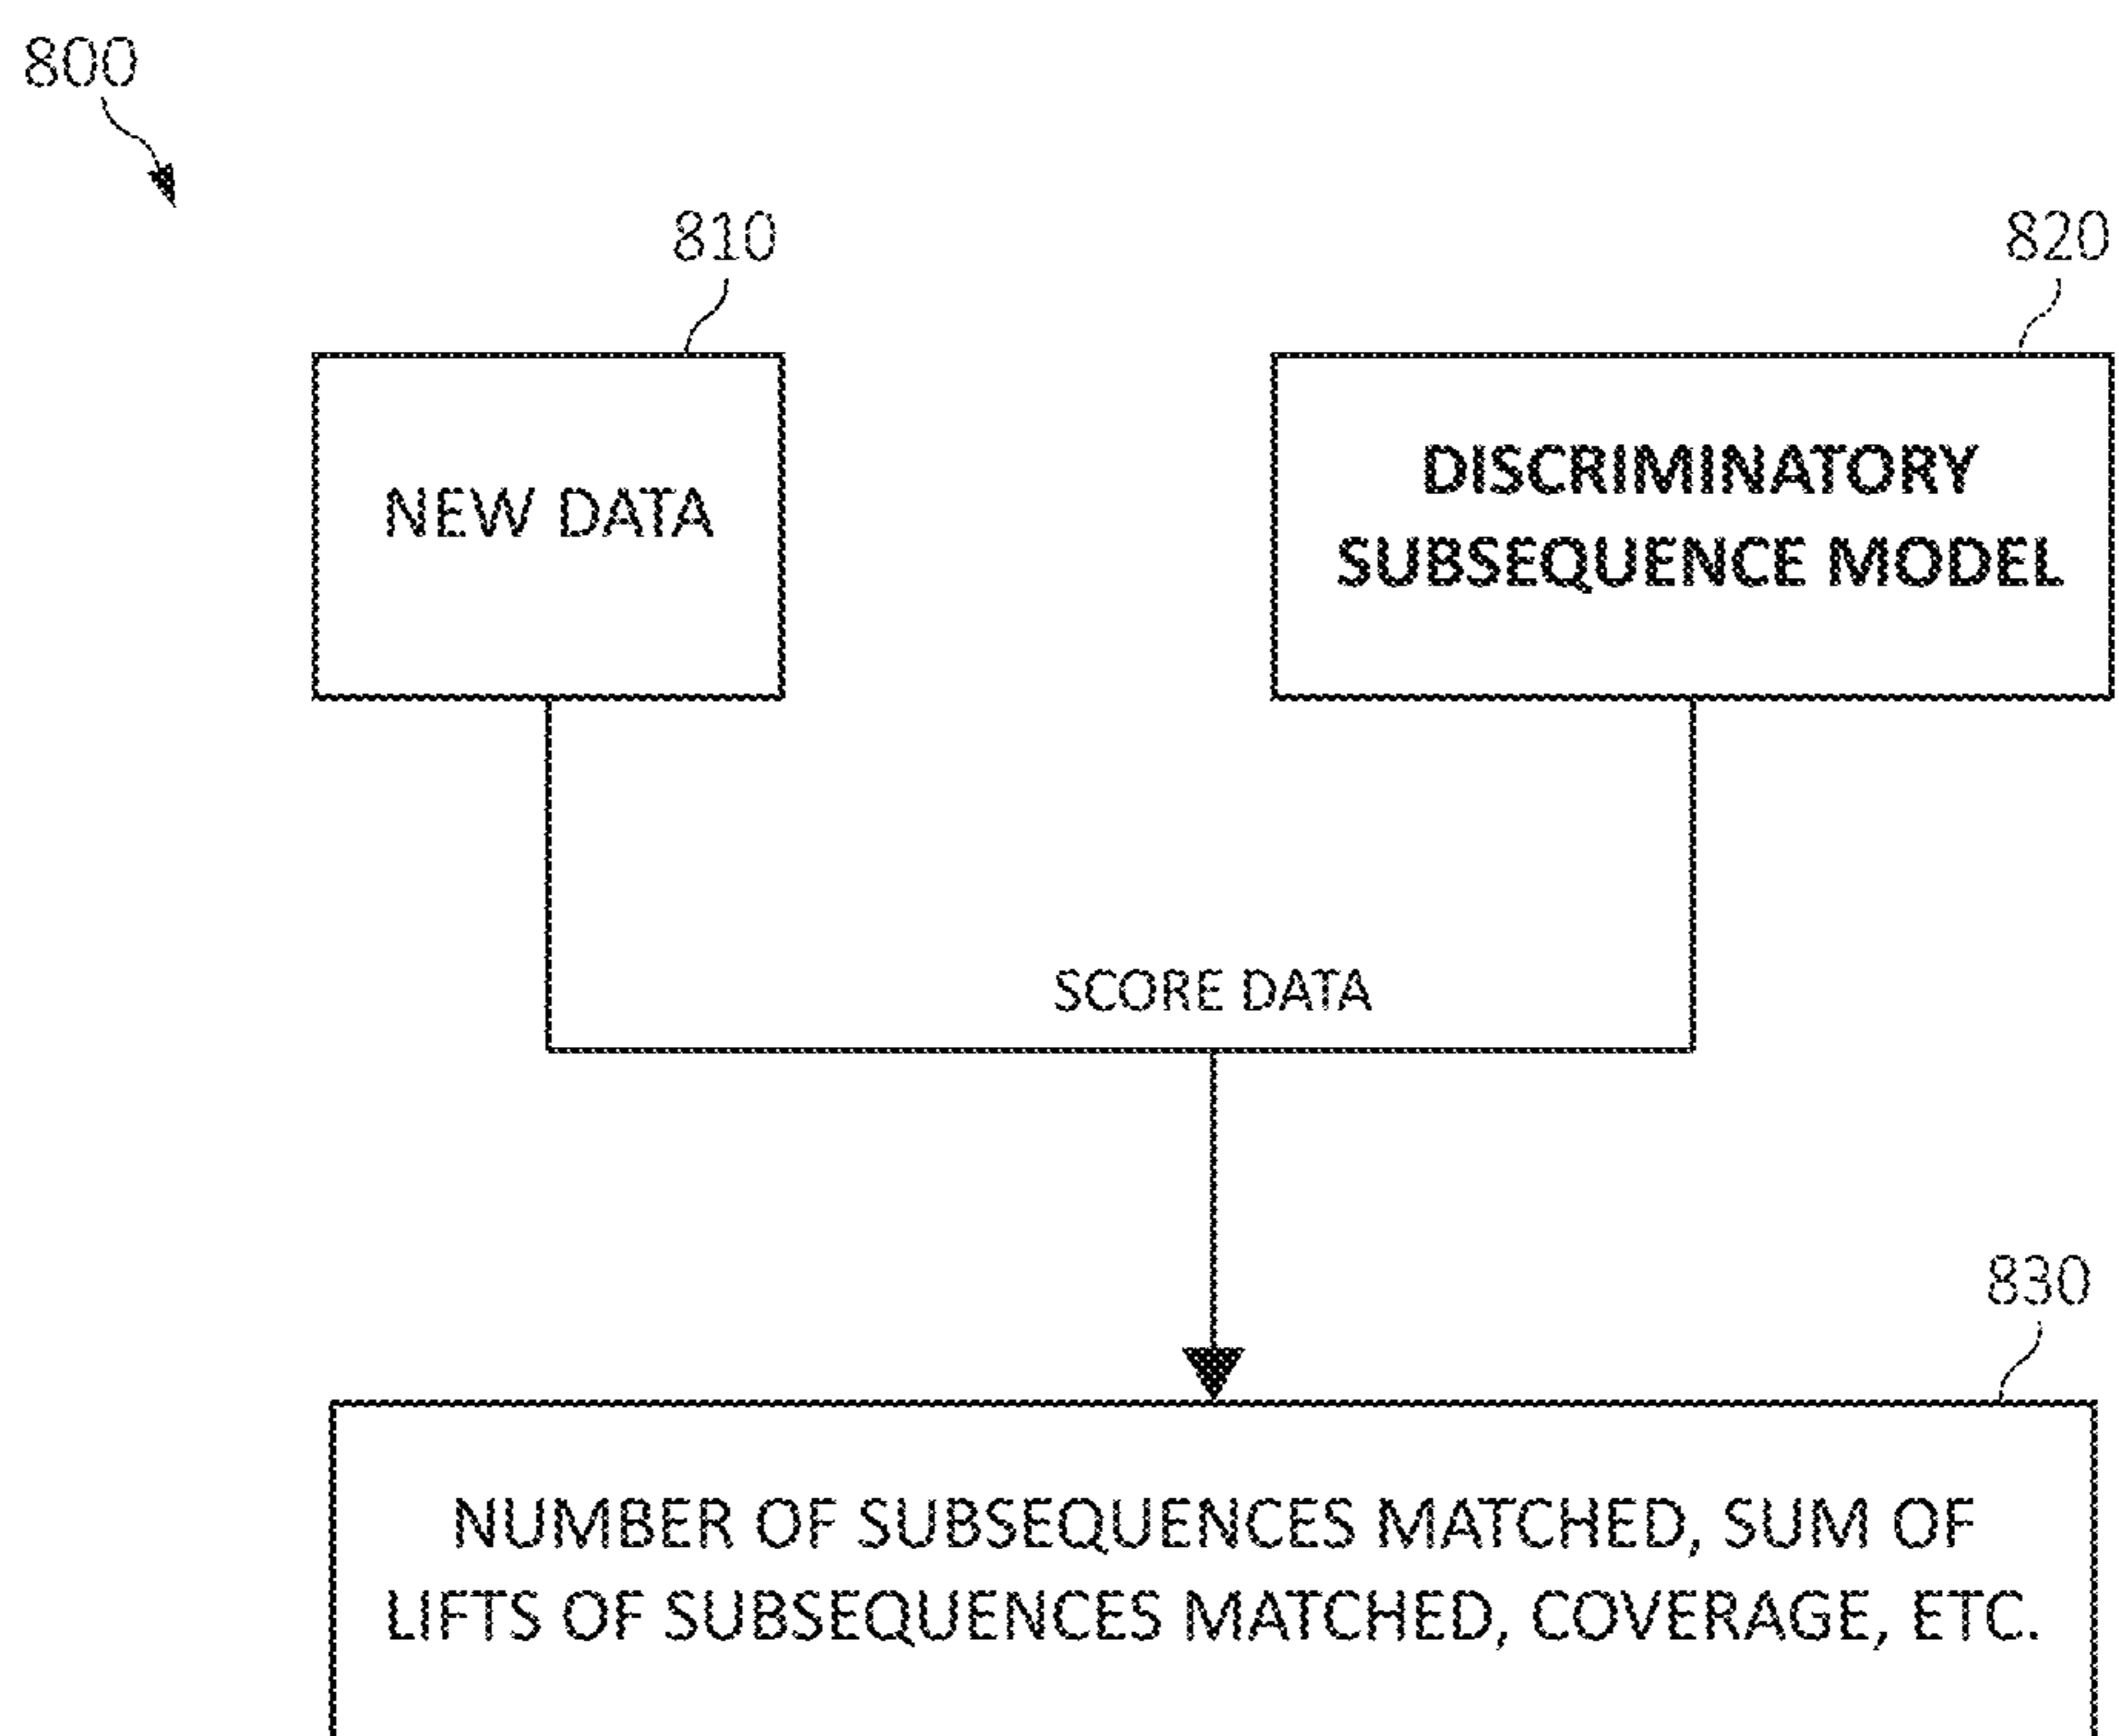 800
810
820
NEW DATA
DISCRIMINATORY
SUBSEQUENCE MODEL
SCORE DATA
830
NUMBER OF SUBSEQUENCES MATCHED, SUM OF
LIFTS OF SUBSEQUENCES MATCHED, COVERAGE, ETC.